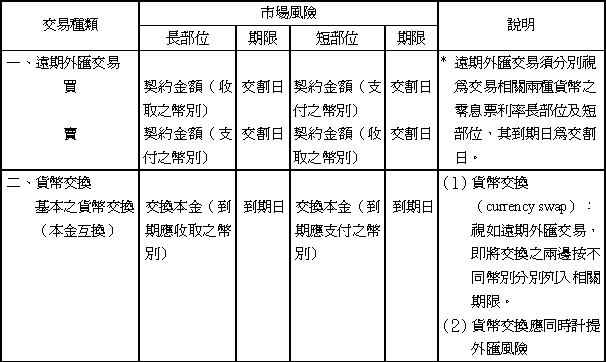 交易種類 市場風險 說明
長部位 期限 短部位 期限
一、遠期外匯交易
買 契約金額（收取之幣別） 交割日 契約金額（支付之幣別） 交割日
賣 契約金額（支付之幣別） 交割日 契約金額（收取之幣別） 交割日
* 遠期外匯交易須分別視
為交易相關兩種貨幣之
零息票利率長部位及短
部位，其到期日為交割
日。
二、貨幣交換
基本之貨幣交換
（本金互換）
交換本金（到
期應收取之幣
別）
到期日
交換本金（到
期應支付之幣
別）
到期日
(1) 貨幣交換
（currency swap）：
視如遠期外匯交易，
即將交換之兩邊按不
同幣別分別列入相關
期限。
(2) 貨幣交換應同時計提
外匯風險